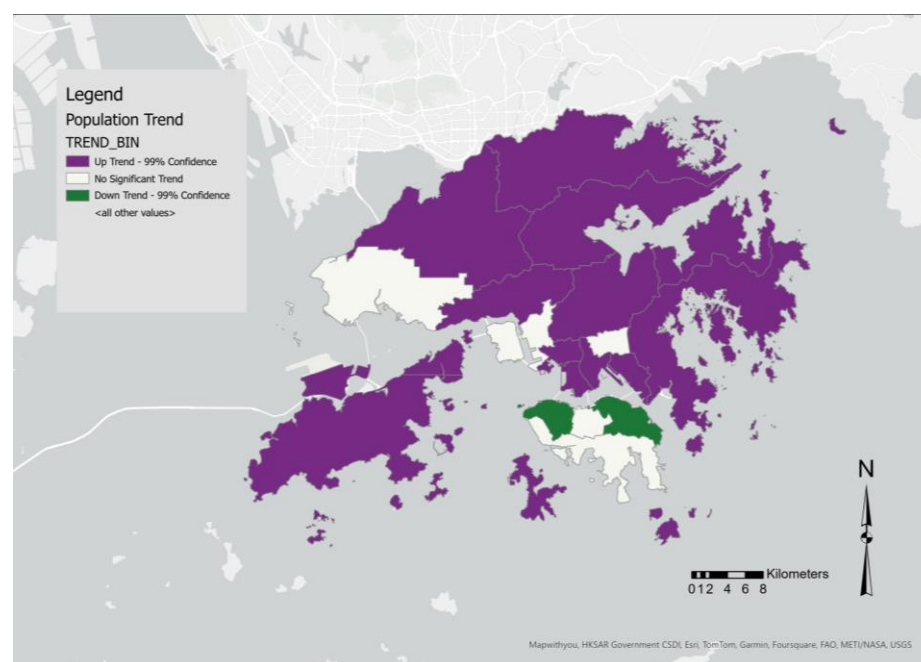 Legend
Population Trend
TREND_BIN
Up Trend - 99% Confidence
No Significant Trend
Down Trend - 99% Confidence
<all other values>
N
Kilometers
0 1 2 4 6 8
Mapwithyou, HKSAR Government CSDI, Esri, TomTom, Garmin, Foursquare, FAO, METI/NASA, USGS